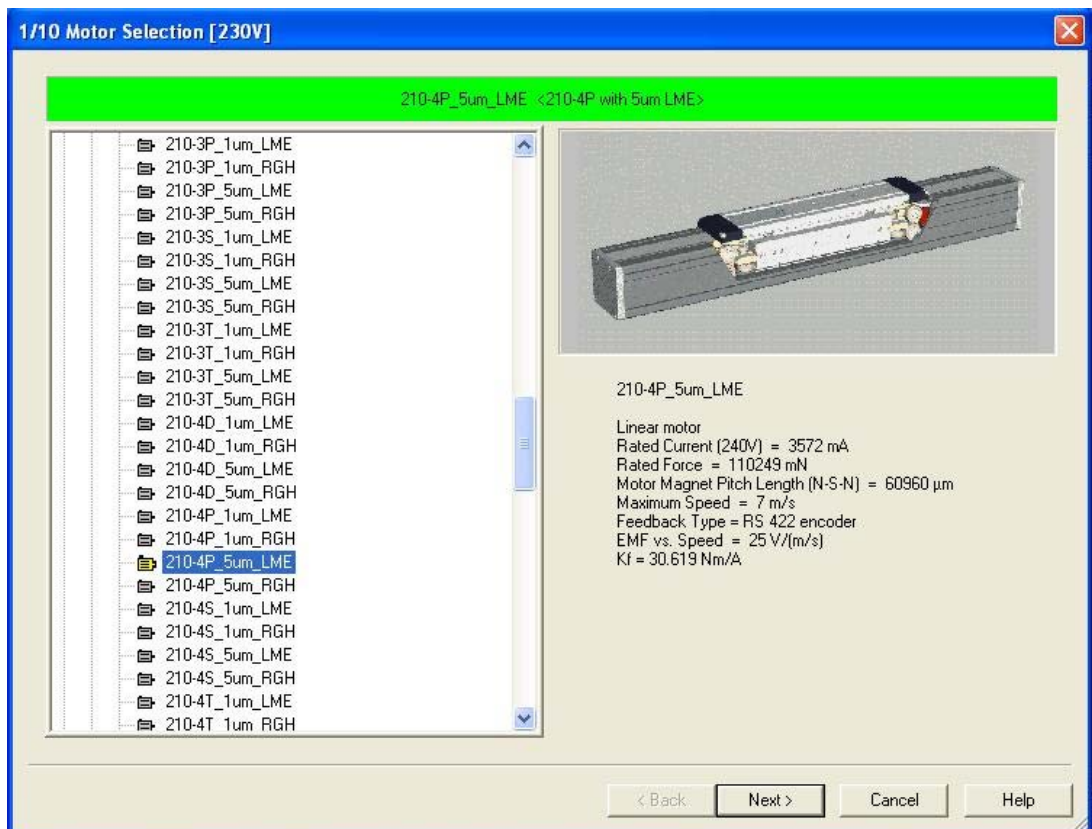 1/10 Motor Selection [230V]
210-4P_5um_LME <210-4P with 5um LME>
210-3P_1um_LME
210-3P_1um_RGH
210-3P_5um_LME
210-3P_5um_RGH
210-3S_1um_LME
210-3S_1um_RGH
210-3S_5um_LME
210-3S_5um_RGH
210-3T_1um_LME
210-3T_1um_RGH
210-3T_5um_LME
210-3T_5um_RGH
210-4D_1um_LME
210-4D_1um_RGH
210-4D_5um_LME
210-4D_5um_RGH
210-4P_1um_LME
210-4P_1um_RGH
210-4P_5um_LME
210-4P_5um_RGH
210-4S_1um_LME
210-4S_1um_RGH
210-4S_5um_LME
210-4S_5um_RGH
210-4T_1um_LME
210-4T_1um_RGH
210-4P_5um_LME
Linear motor
Rated Current (240V) = 3572 mA
Rated Force = 110249 mN
Motor Magnet Pitch Length (N-S-N) = 60960 µm
Maximum Speed = 7 m/s
Feedback Type = RS 422 encoder
EMF vs. Speed = 25 V/(m/s)
Kf = 30.619 Nm/A
< Back
Next >
Cancel
Help